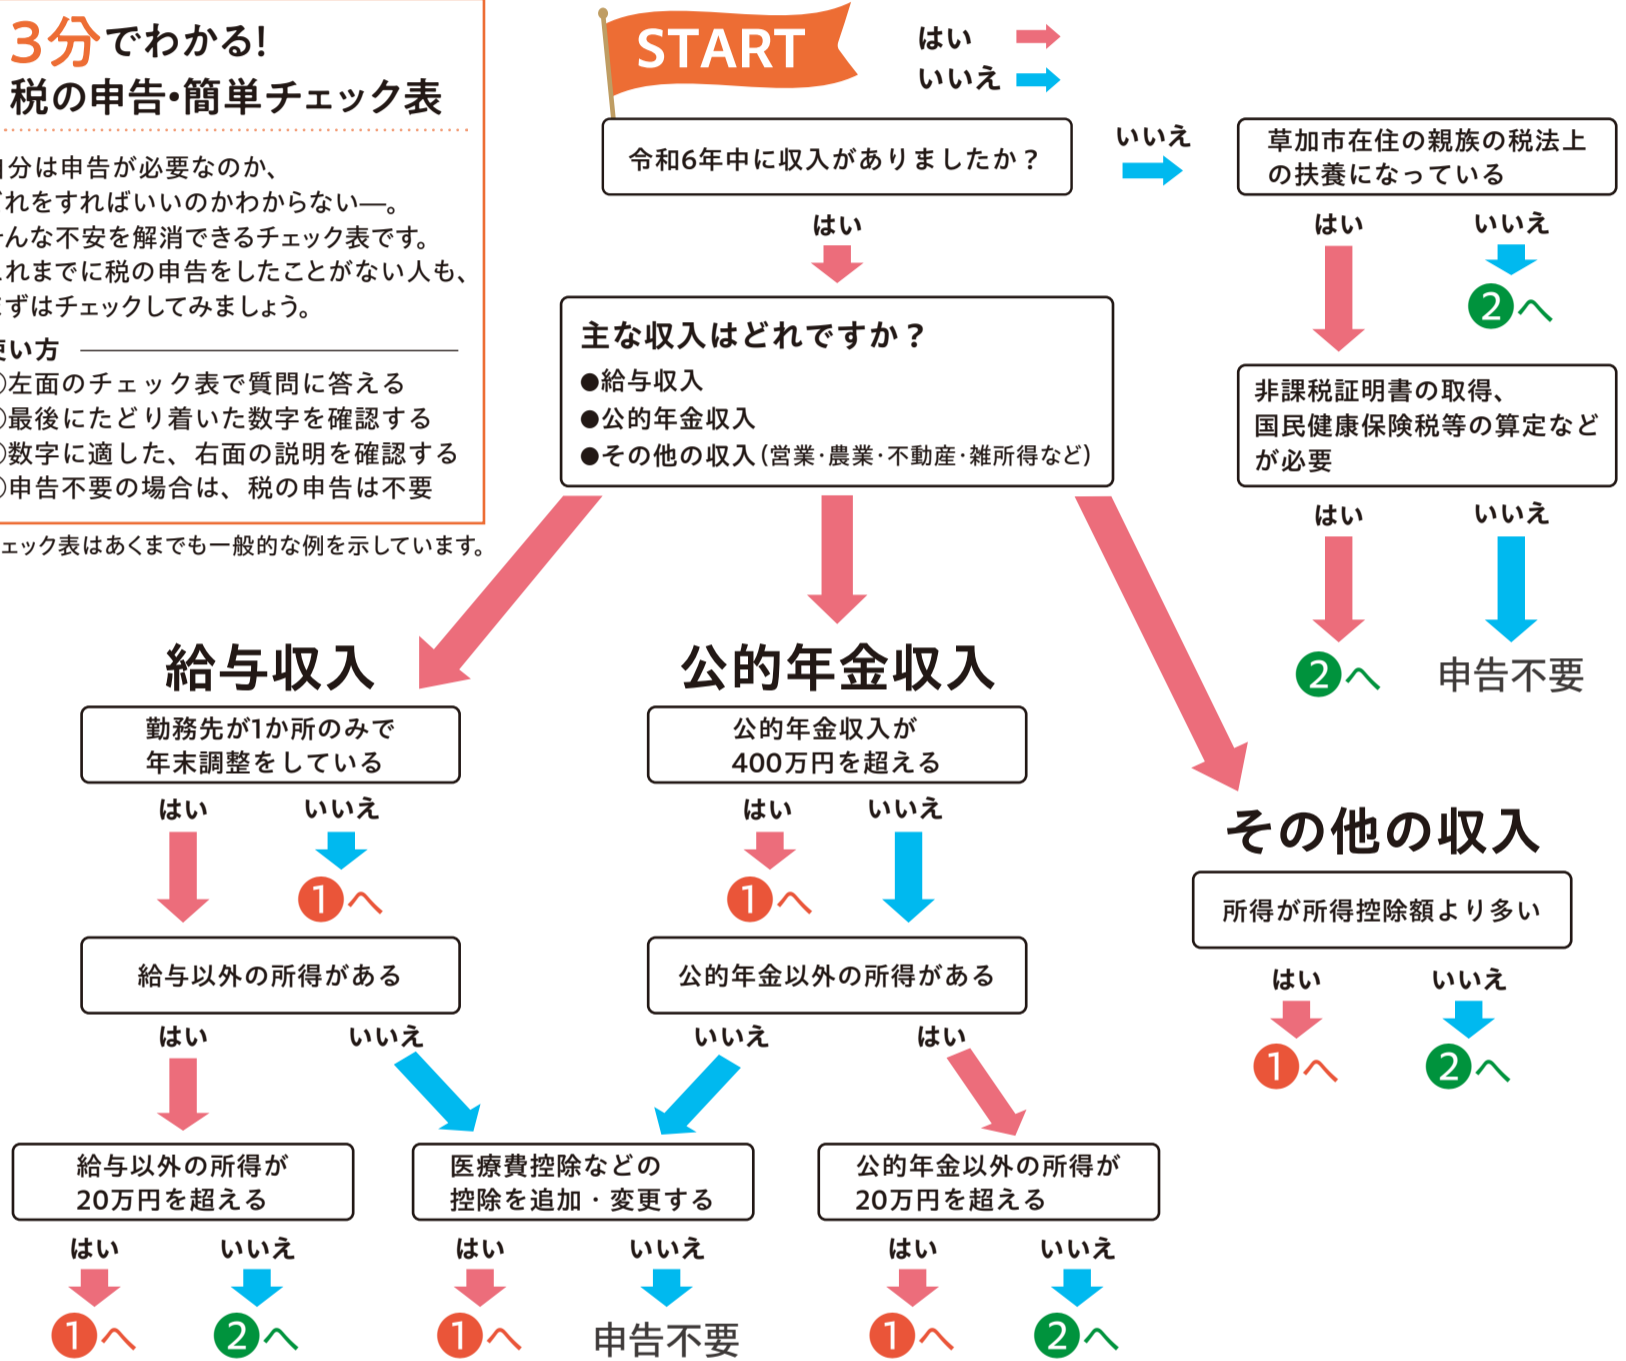 3分でわかる!
税の申告・簡単チェック表
分は申告が必要なのか、
れをすればいいのかわからない―。
んな不安を解消できるチェック表です。
れまでに税の申告をしたことがない人も、
ずはチェックしてみましょう。
い方
左面のチェック表で質問に答える
最後にたどり着いた数字を確認する
数字に適した、右面の説明を確認する
申告不要の場合は、税の申告は不要
ェック表はあくまでも一般的な例を示しています。
START
はい
いいえ
令和6年中に収入がありましたか？
いいえ
草加市在住の親族の税法上
の扶養になっている
はい
はい
いいえ
❷へ
主な収入はどれですか？
●給与収入
●公的年金収入
●その他の収入（営業・農業・不動産・雑所得など）
非課税証明書の取得、
国民健康保険税等の算定など
が必要
はい
いいえ
❷へ
申告不要
給与収入
勤務先が1か所のみで
年末調整をしている
はい
いいえ
❶へ
給与以外の所得がある
はい
いいえ
給与以外の所得が
20万円を超える
はい
いいえ
❶へ
❷へ
公的年金収入
公的年金収入が
400万円を超える
はい
いいえ
❶へ
公的年金以外の所得がある
いいえ
はい
医療費控除などの
控除を追加・変更する
はい
いいえ
❶へ
申告不要
公的年金以外の所得が
20万円を超える
はい
いいえ
❶へ
❷へ
その他の収入
所得が所得控除額より多い
はい
いいえ
❶へ
❷へ